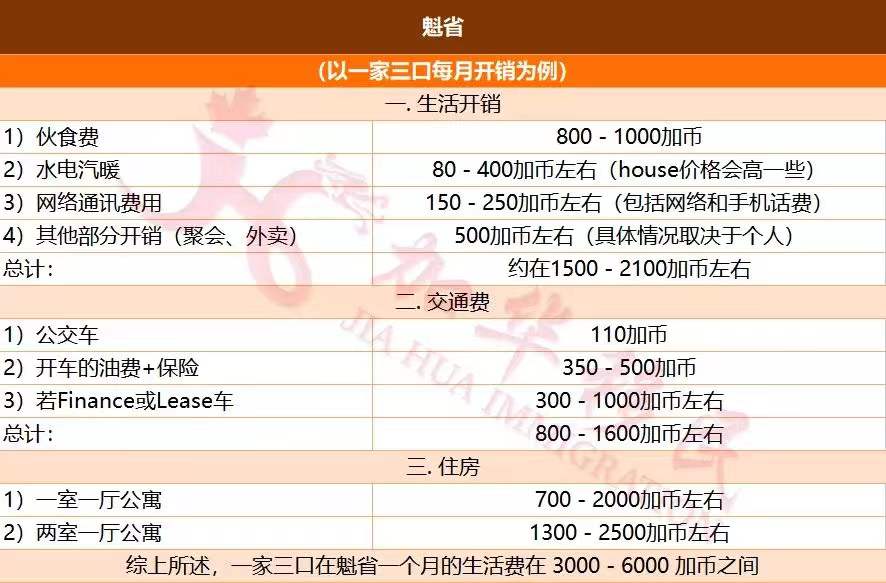 魁省
（以一家三口每月开销为例）
一. 生活开销
1）伙食费 800 - 1000加币
2）水电汽暖 80 - 400加币左右（house价格会高一些）
3）网络通讯费用 150 - 250加币左右（包括网络和手机话费）
4）其他部分开销（聚会、外卖） 500加币左右（具体情况取决于个人）
总计： 约在1500 - 2100加币左右
二. 交通费
1）公交车 110加币
2）开车的油费+保险 350 - 500加币
3）若Finance或Lease车 300 - 1000加币左右
总计： 800 - 1600加币左右
三. 住房
1）一室一厅公寓 700 - 2000加币左右
2）两室一厅公寓 1300 - 2500加币左右
综上所述，一家三口在魁省一个月的生活费在 3000 - 6000 加币之间
加华移民
JIA HUA IMMIGRATION